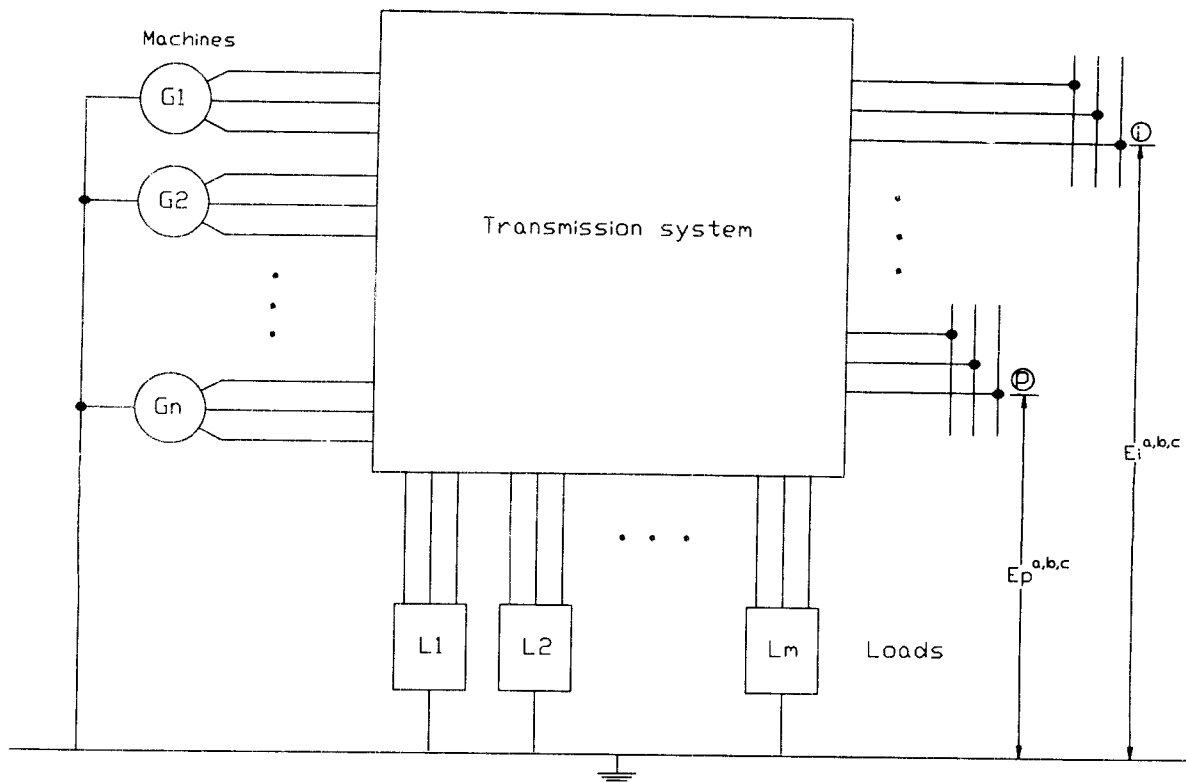 Machines
G1
G2
Gn
Transmission system
i
P
Ei a,b,c
Ep a,b,c
L1
L2
Lm
Loads